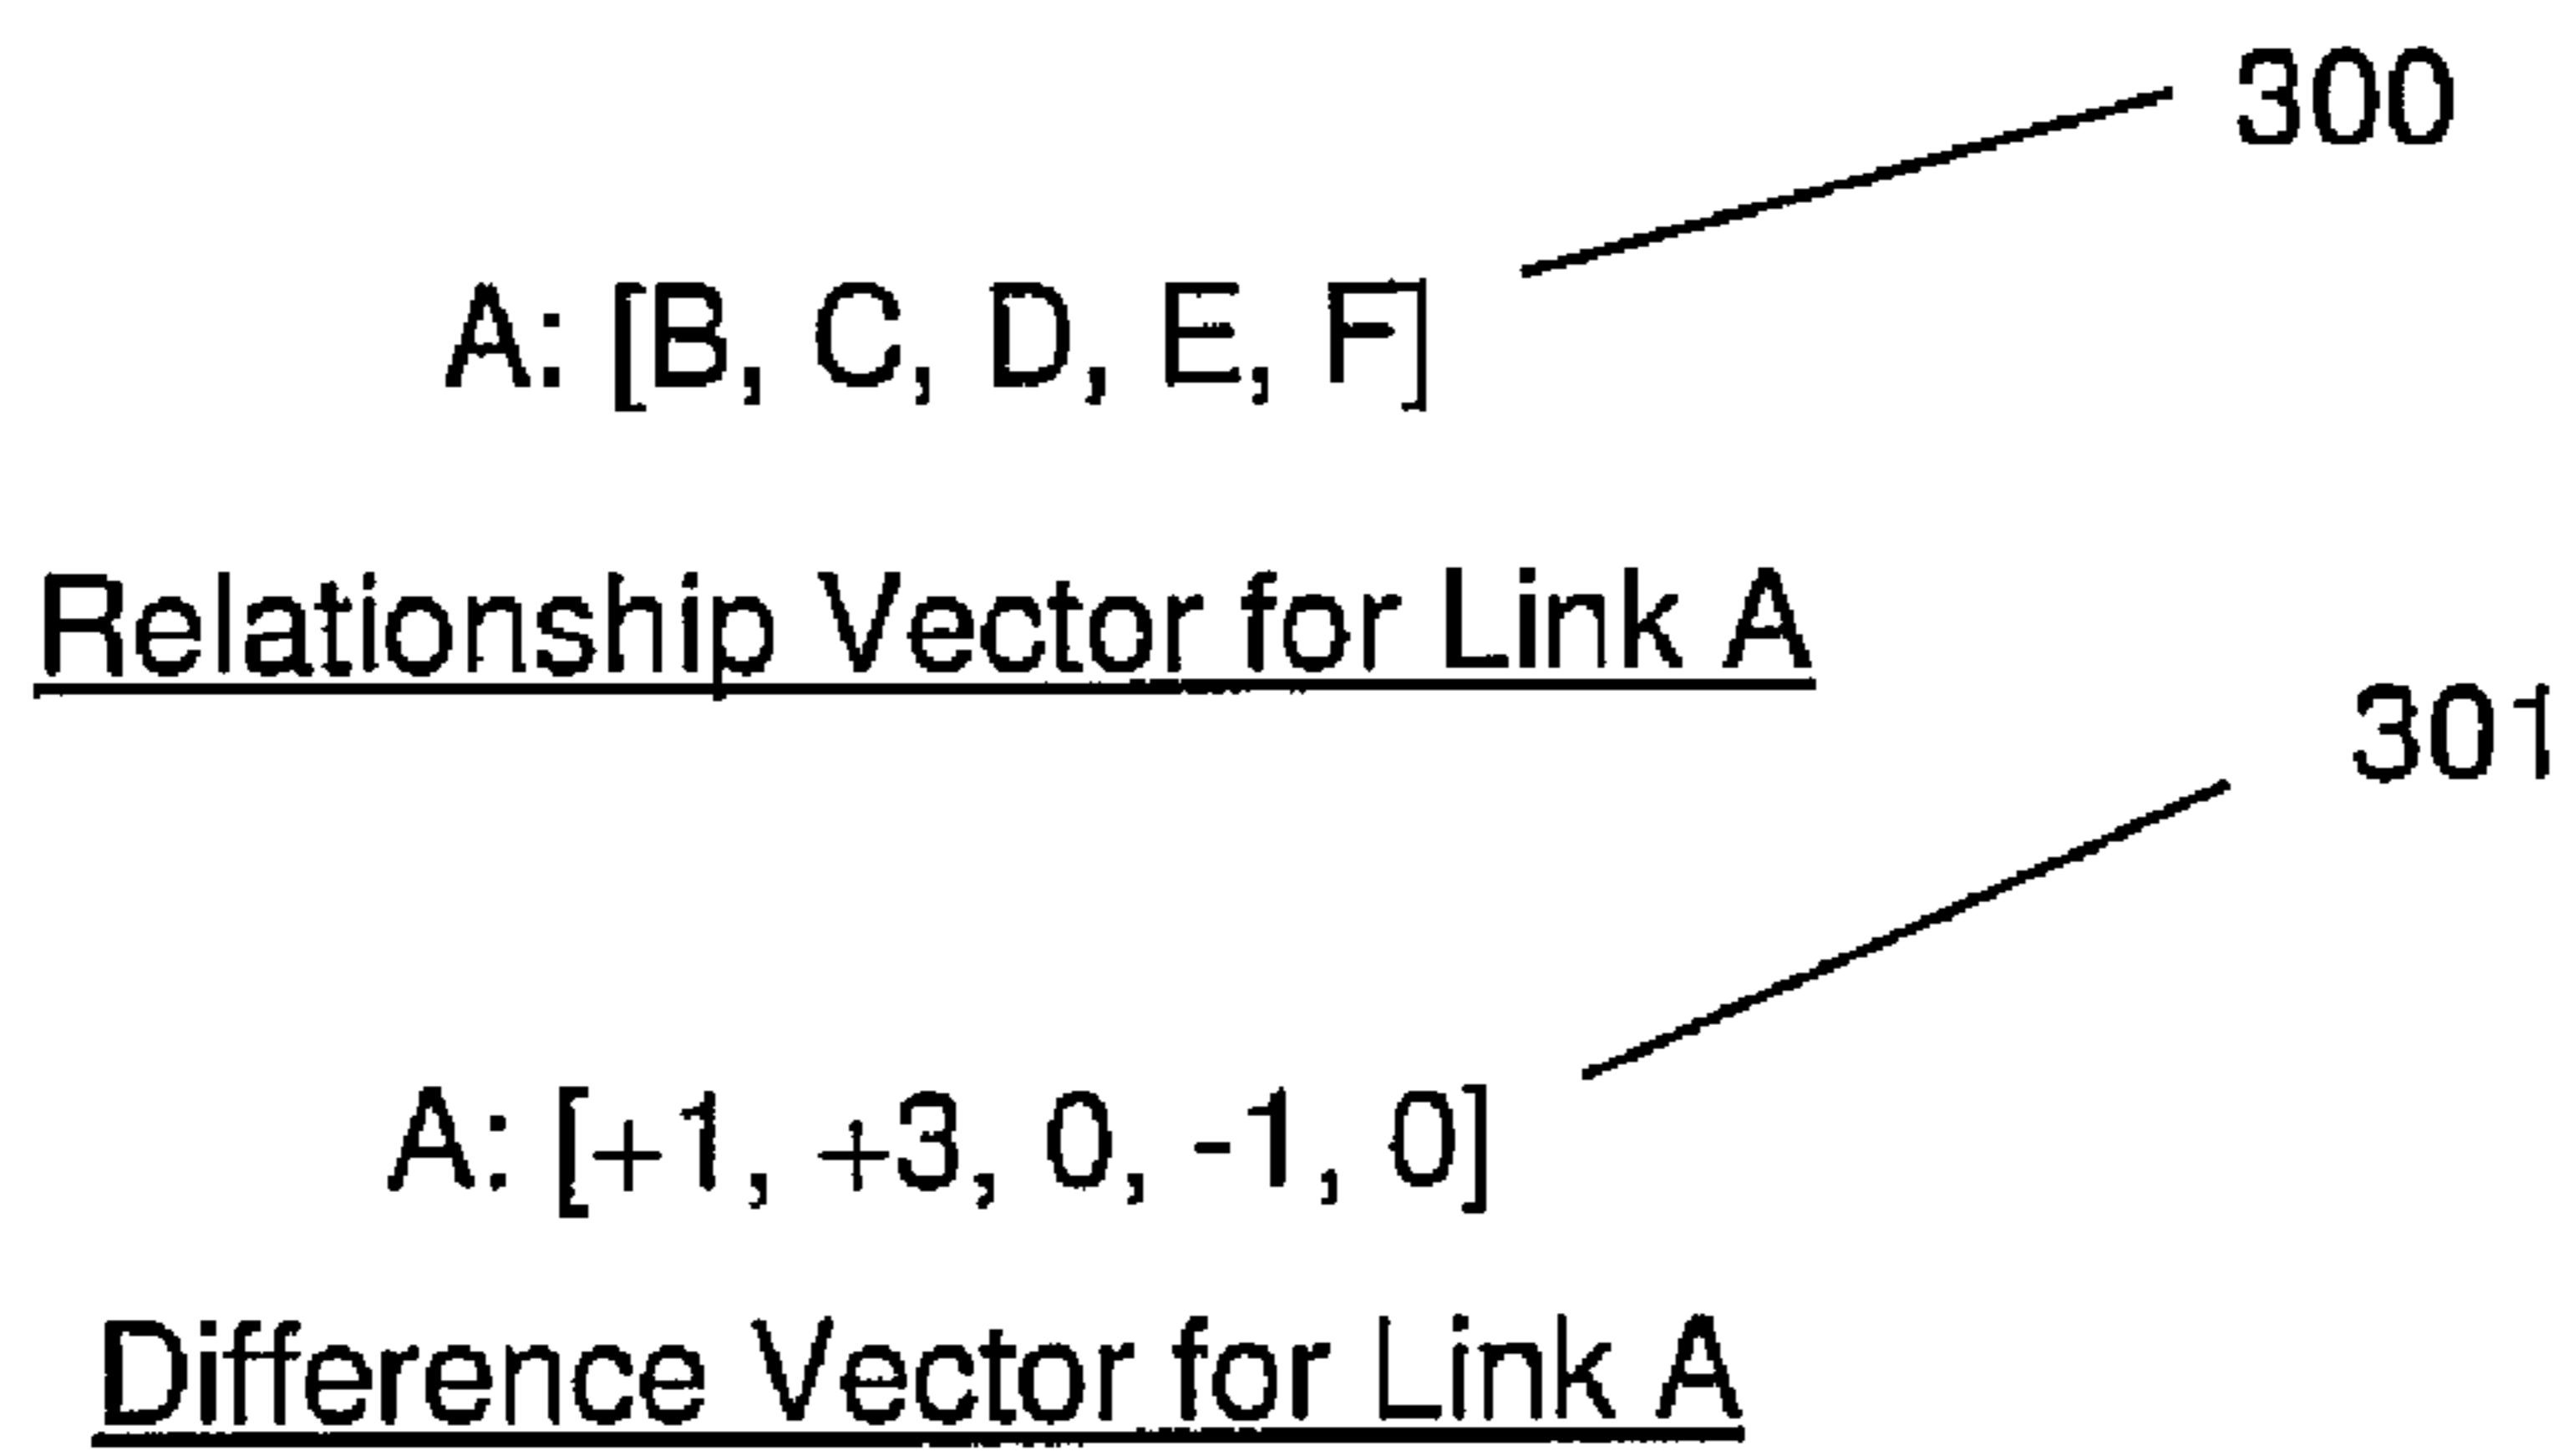 300
A: [B, C, D, E, F]
Relationship Vector for Link A
301
A: [+1, +3, 0, -1, 0]
Difference Vector for Link A